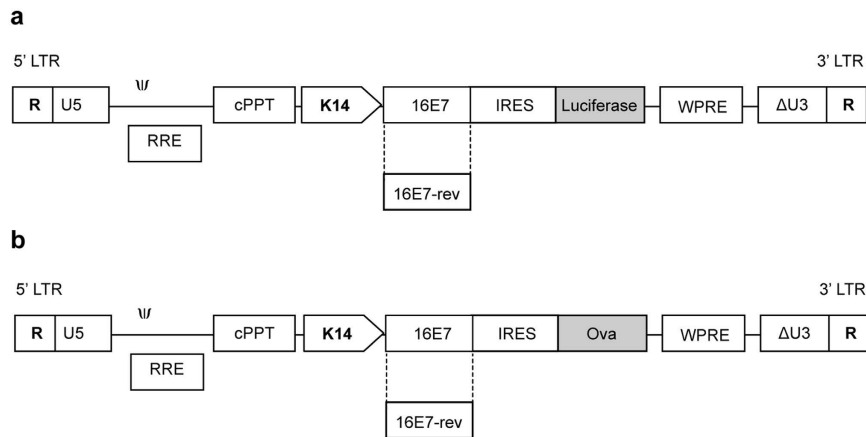 a
5' LTR 3' LTR
R U5 cPPT K14 16E7 IRES Luciferase WPRE ΔU3 R
RRE
16E7-rev
b
5' LTR 3' LTR
R U5 cPPT K14 16E7 IRES Ova WPRE ΔU3 R
RRE
16E7-rev